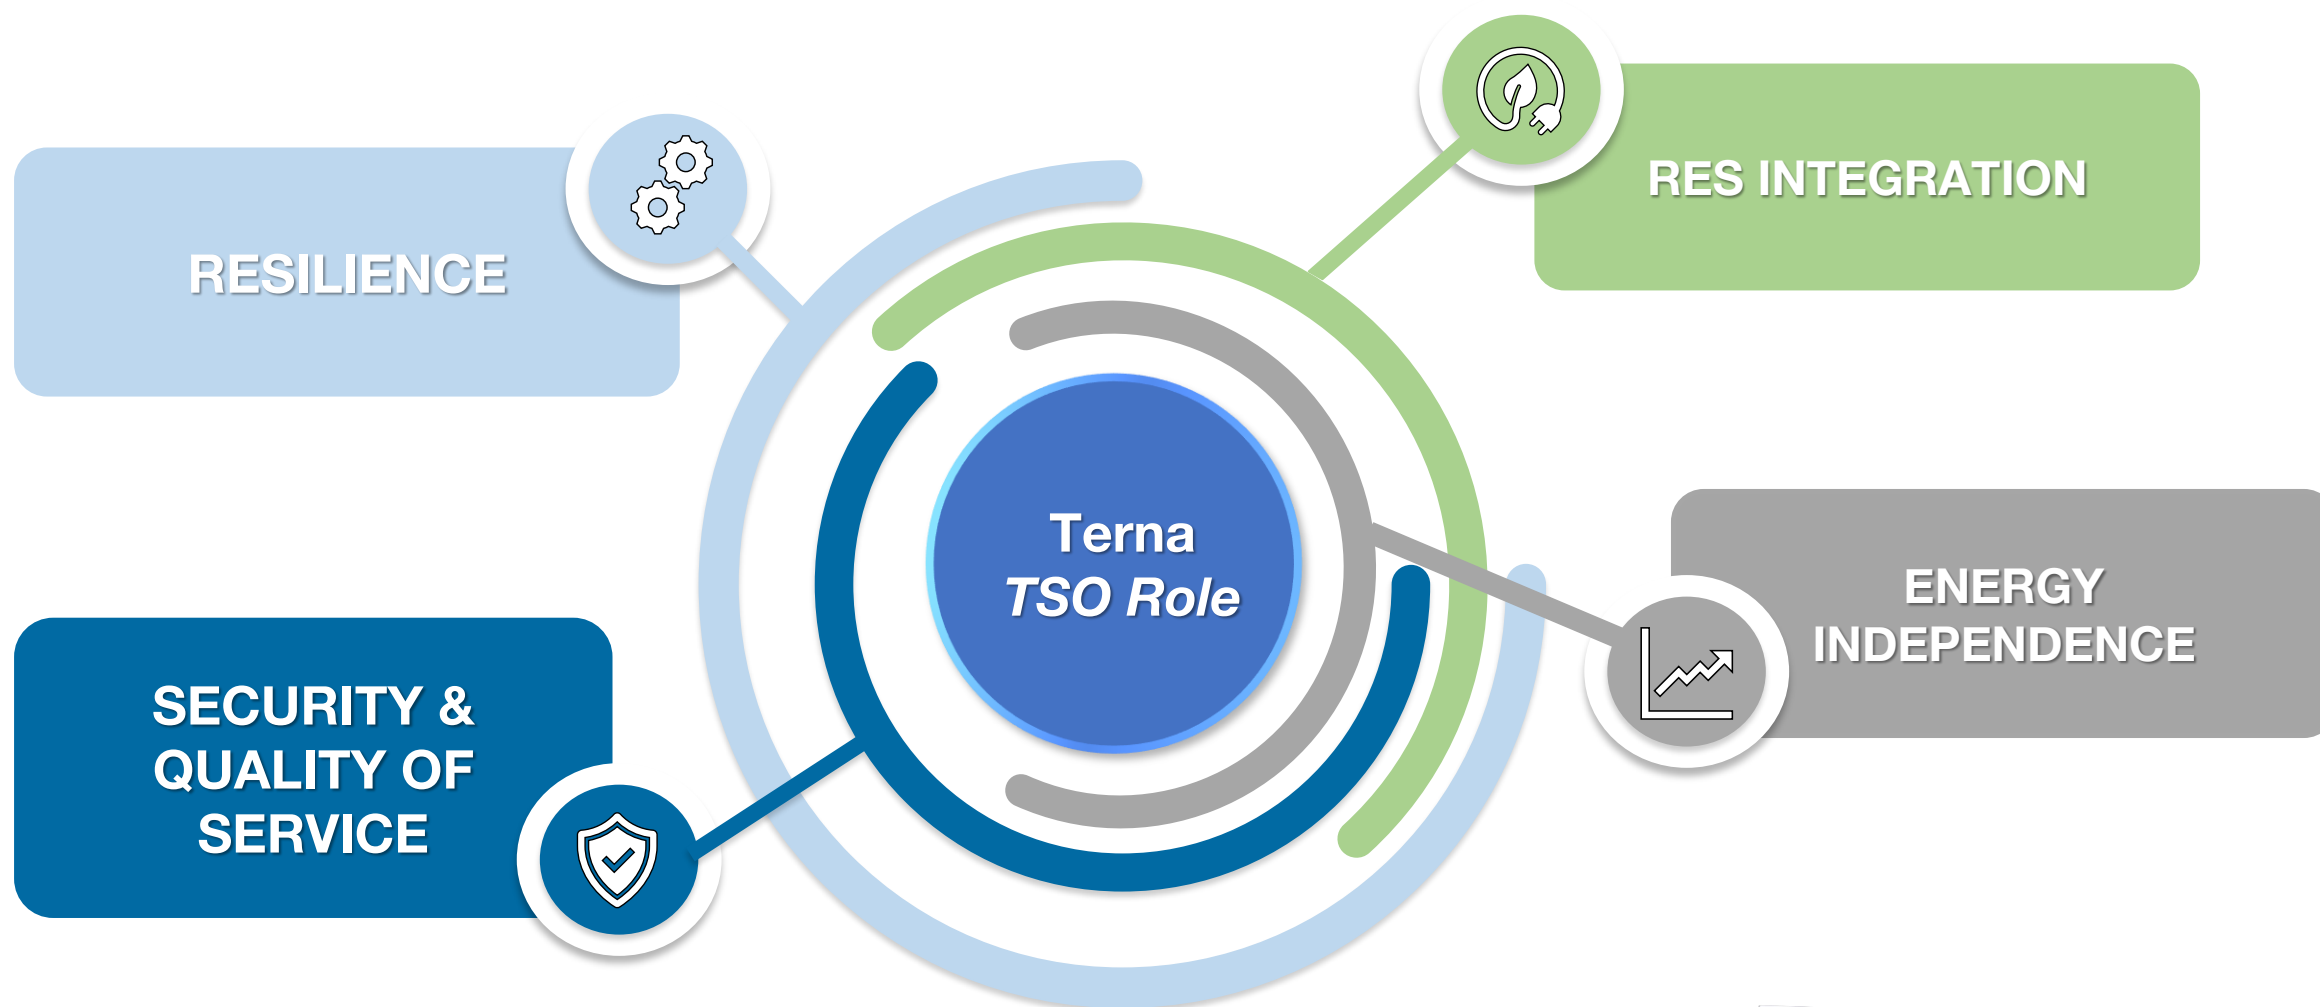 RES INTEGRATION
RESILIENCE
Terna
TSO Role
ENERGY
INDEPENDENCE
SECURITY &
QUALITY OF
SERVICE